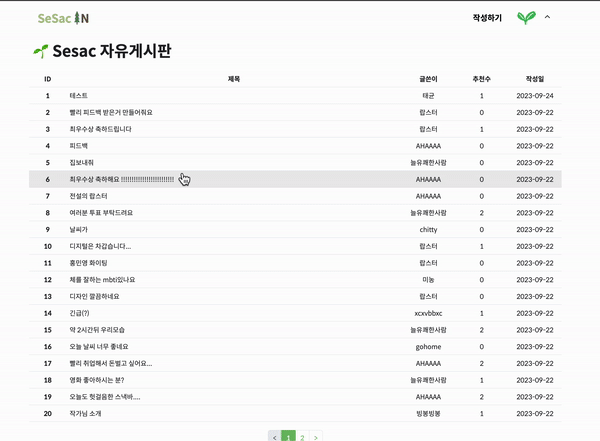 SeSac IN
작성하기
Sesac 자유게시판
ID 제목 글쓴이 추천수 작성일
1 테스트 태균 1 2023-09-24
2 빨리 피드백 받은거 만들어줘요 랍스터 0 2023-09-22
3 최우수상 축하드립니다 랍스터 1 2023-09-22
4 피드백 AHAAAA 0 2023-09-22
5 집보내줘 늘유쾌한사람 0 2023-09-22
6 최우수상 축하해요 !!!!!!!!!!!!!!!!!!!!!!!!!! AHAAAA 0 2023-09-22
7 전설의 랍스터 AHAAAA 0 2023-09-22
8 여러분 투표 부탁드려요 늘유쾌한사람 2 2023-09-22
9 날씨가 chitty 0 2023-09-22
10 디지털은 차갑습니다... 랍스터 1 2023-09-22
11 홍민영 화이팅 랍스터 0 2023-09-22
12 체를 잘하는 mbti있나요 미농 0 2023-09-22
13 디자인 깔끔하네요 랍스터 0 2023-09-22
14 긴급(?) xcxvbbxc 1 2023-09-22
15 약 2시간뒤 우리모습 늘유쾌한사람 2 2023-09-22
16 오늘 날씨 너무 좋네요 gohome 0 2023-09-22
17 빨리 취업해서 돈벌고 싶어요... AHAAAA 2 2023-09-22
18 영화 좋아하시는 분? 늘유쾌한사람 1 2023-09-22
19 오늘도 헛걸음한 스낵바.... AHAAAA 2 2023-09-22
20 작가님 소개 빙봉빙봉 1 2023-09-22
< 1 2 >